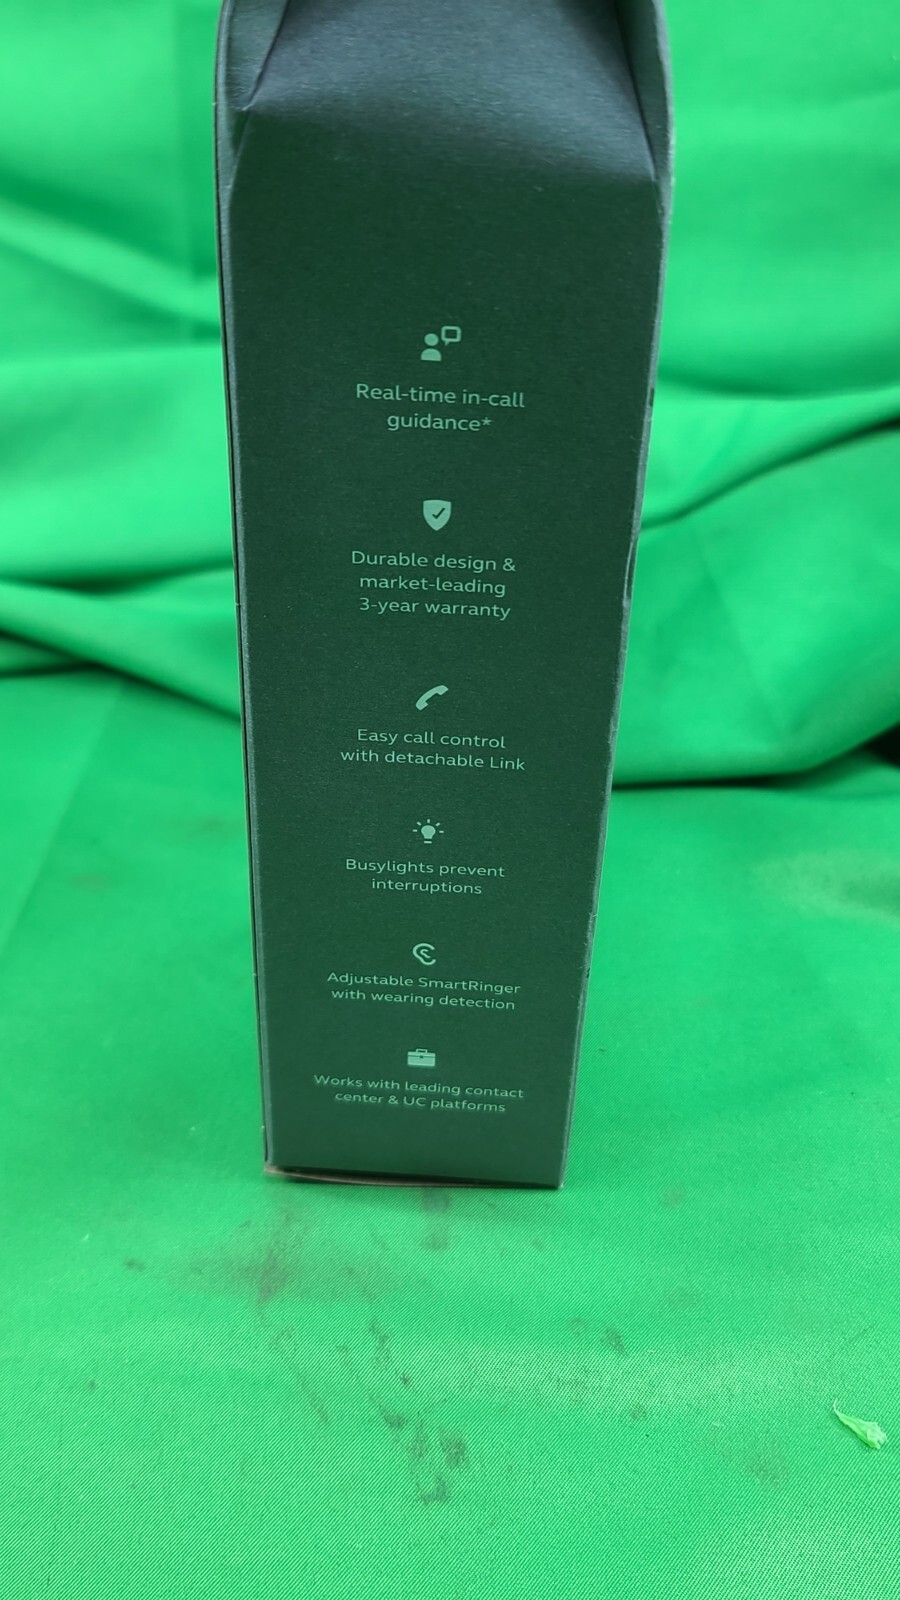 Real-time in-call
guidance*
Durable design &
market-leading
3-year warranty
Easy call control
with detachable Link
Busylights prevent
interruptions
Adjustable SmartRinger
with wearing detection
Works with leading contact
center & UC platforms